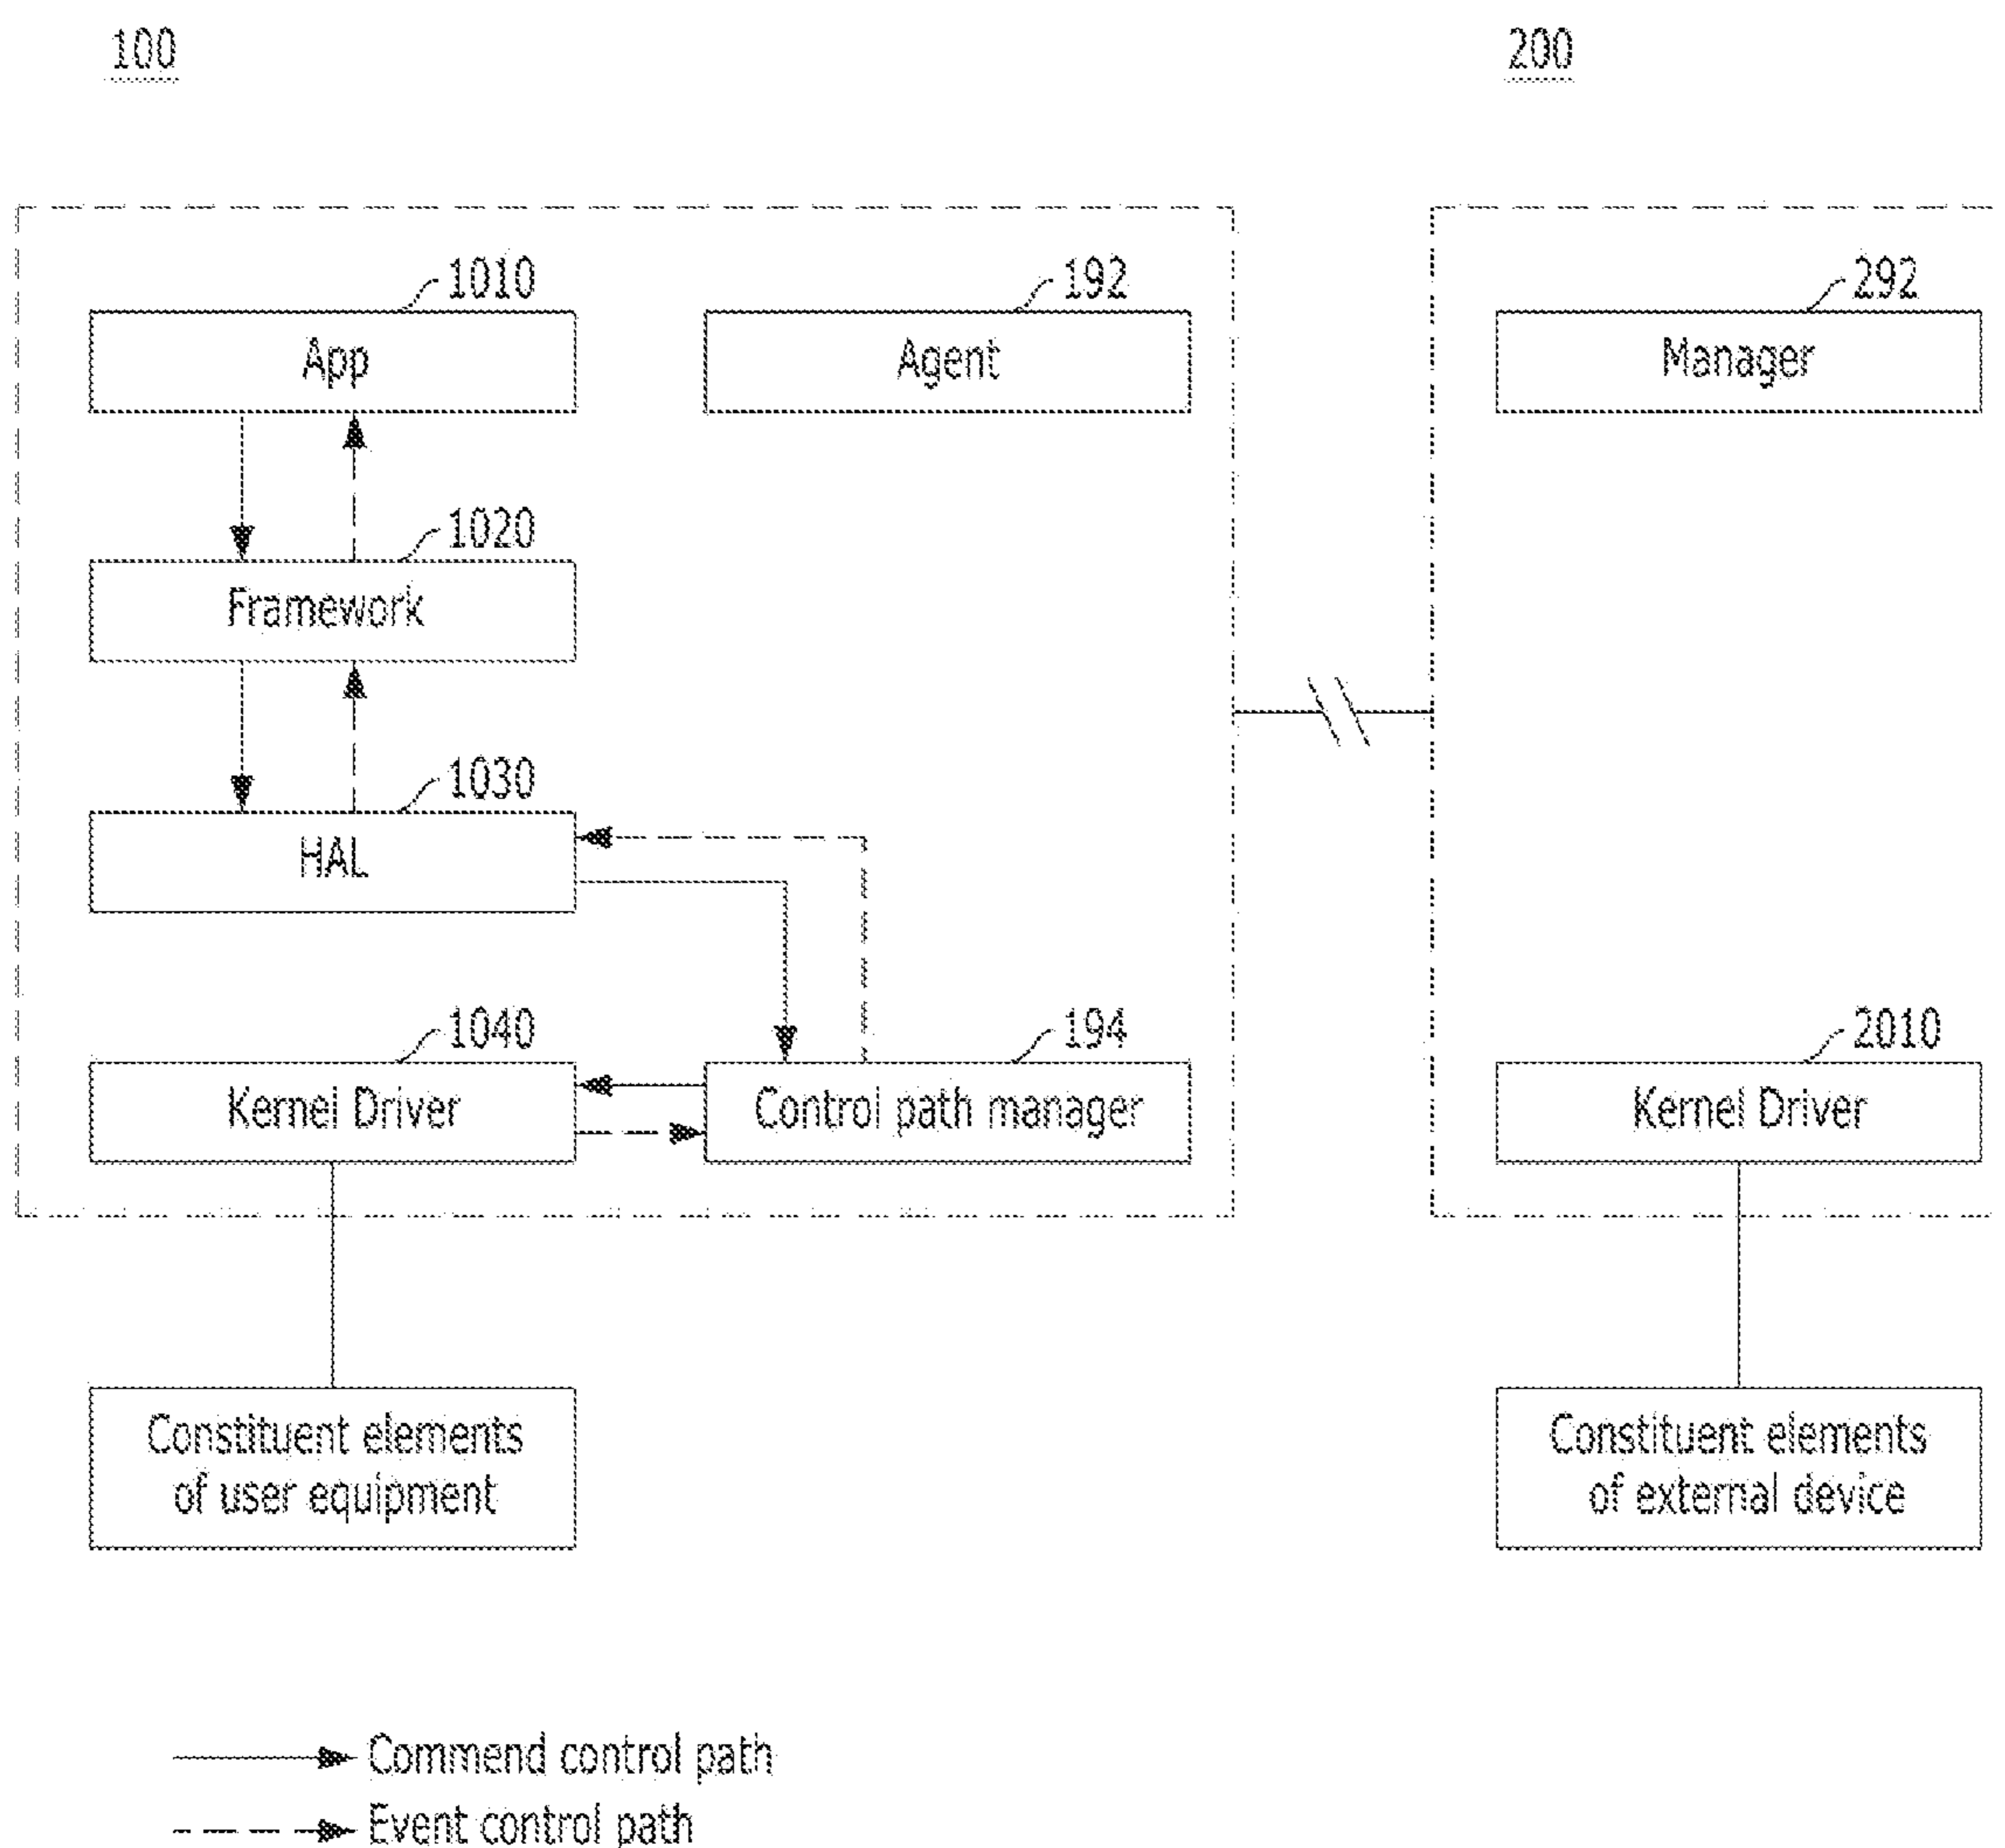 100
200
1010
192
292
App
Agent
Manager
1020
Framework
1030
HAL
1040
194
2010
Kernel Driver
Control path manager
Kernel Driver
Constituent elements
of user equipment
Constituent elements
of external device
Commend control path
Event control path